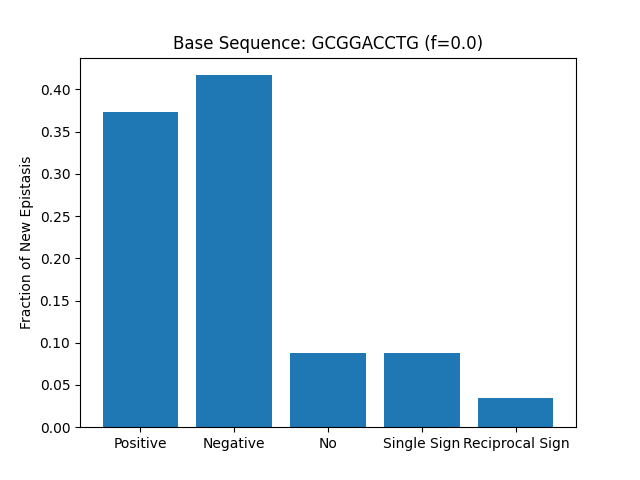 Base Sequence: GCGGACCTG (f=0.0)
Fraction of New Epistasis
0.40
0.35
0.30
0.25
0.20
0.15
0.10
0.05
0.00
Positive
Negative
No
Single Sign
Reciprocal Sign